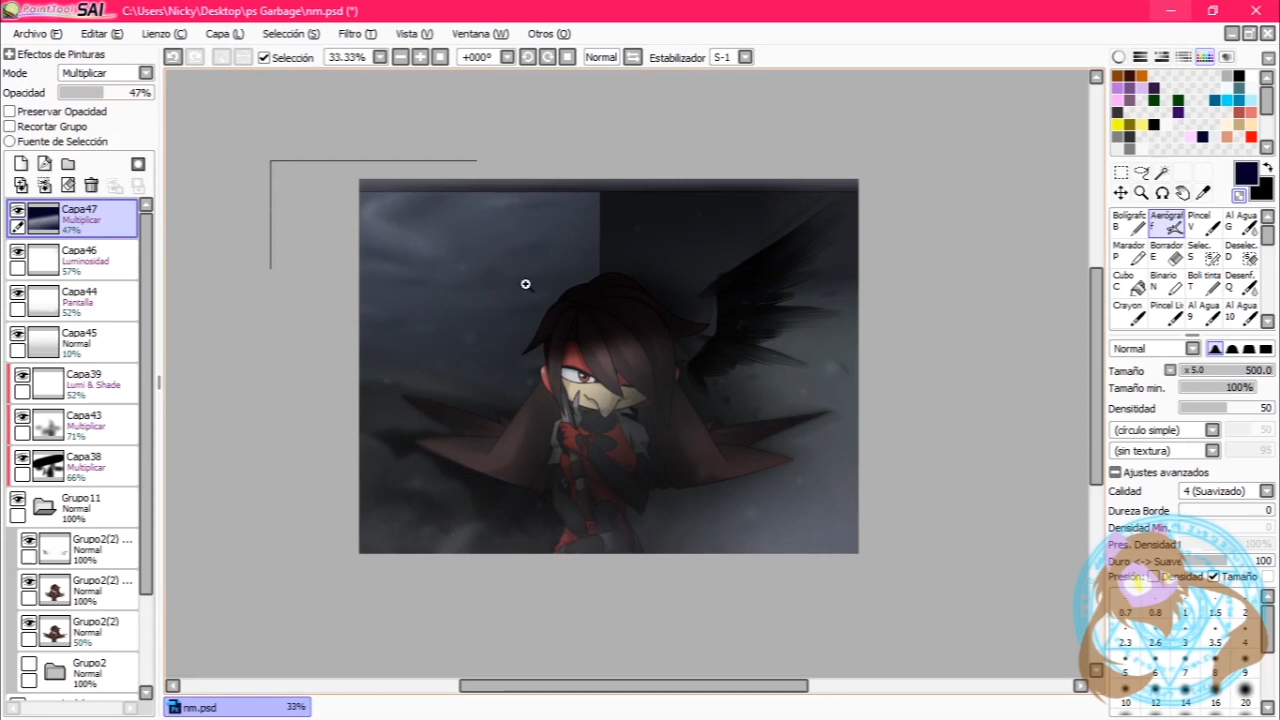 PaintTool SAI C:\Users\Nicky\Desktop\ps Garbage\nm.psd (*)
Archivo (F) Editar (E) Lienzo (C) Capa (L) Selección (S) Filtro (T) Vista (V) Ventana (W) Otros (O)
Efectos de Pinturas
Selección 33.33% +000° Normal Estabilizador S-1
Mode Multiplicar
Opacidad 47%
Preservar Opacidad
Recortar Grupo
Fuente de Selección
Capa47
Multiplicar
47%
Capa46
Luminosidad
57%
Capa44
Pantalla
52%
Capa45
Normal
10%
Capa39
Lumi & Shade
52%
Capa43
Multiplicar
71%
Capa38
Multiplicar
66%
Grupo11
Normal
100%
Grupo2(2) ...
Normal
100%
Grupo2(2) ...
Normal
100%
Grupo2(2)
Normal
50%
Grupo2
Normal
100%
Bolígrafc Aerógraf Pincel Al Agua
B f V G
Marador Borrador Selec. Deselec.
P E S D
Cubo Binario Boli tinta Desenf.
C N T Q
Crayon Pincel Li Al Agua Al Agua
9 10
Normal
Tamaño x 5.0 500.0
Tamaño min. 100%
Densitidad 50
(círculo simple) 50
(sin textura) 95
Ajustes avanzados
Calidad 4 (Suavizado)
Dureza Borde 0
Densidad Min. 0
Pres. Densidad 100%
Duro <-> Suave 100
Presión: Densidad Tamaño
0.7 0.8 1 1.5 2
2.3 2.6 3 3.5 4
5 6 7 8 9
10 12 14 16 20
nm.psd 33%